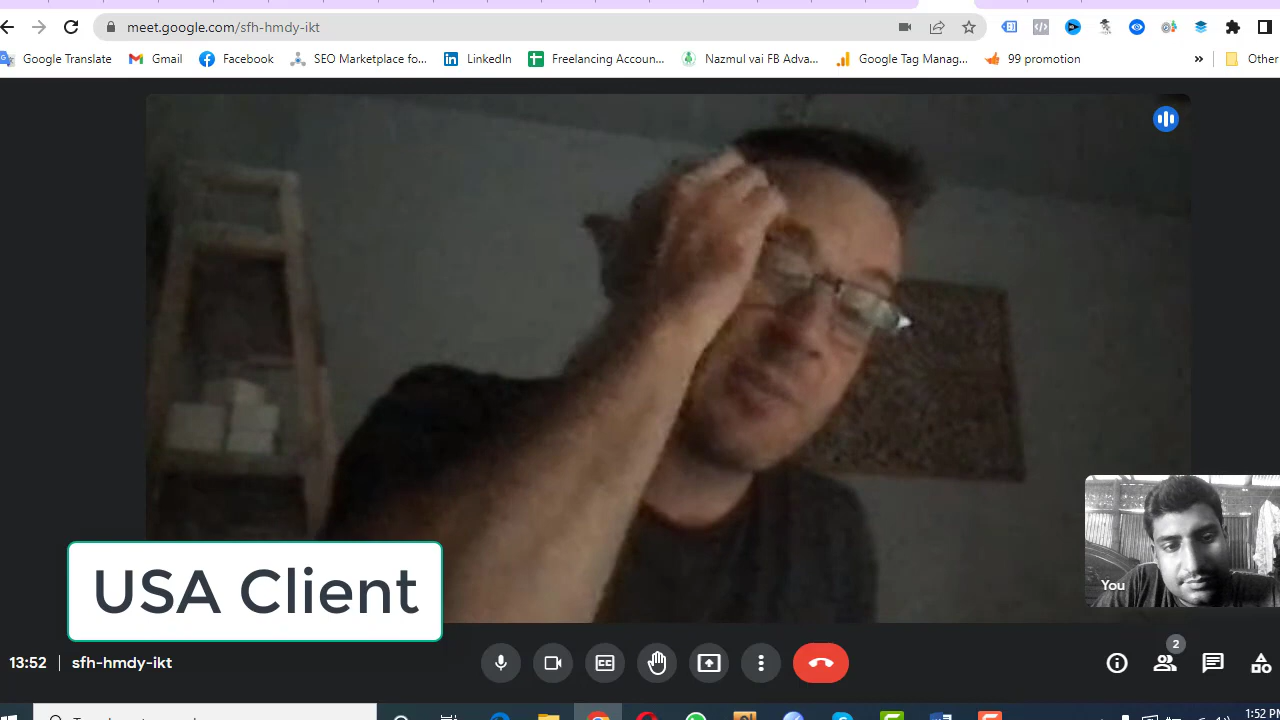 meet.google.com/sfh-hmdy-ikt
Google Translate
Gmail
Facebook
SEO Marketplace fo...
LinkedIn
Freelancing Accoun...
Nazmul vai FB Adva...
Google Tag Manag...
99 promotion
»
Other
You
USA Client
13:52 | sfh-hmdy-ikt
2
1:52 PM